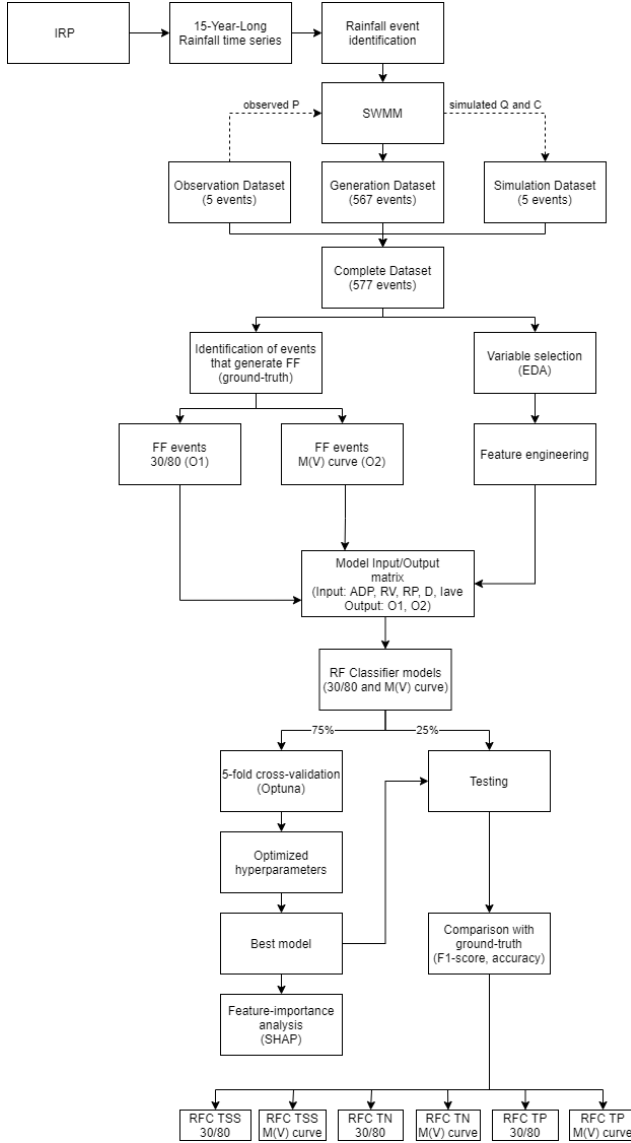 IRP
15-Year-Long
Rainfall time series
Rainfall event
identification
observed P
SWMM
simulated Q and C
Observation Dataset
(5 events)
Generation Dataset
(567 events)
Simulation Dataset
(5 events)
Complete Dataset
(577 events)
Identification of events
that generate FF
(ground-truth)
Variable selection
(EDA)
FF events
30/80 (O1)
FF events
M(V) curve (O2)
Feature engineering
Model Input/Output
matrix
(Input: ADP, RV, RP, D, Iave
Output: O1, O2)
RF Classifier models
(30/80 and M(V) curve)
75%
25%
5-fold cross-validation
(Optuna)
Testing
Optimized
hyperparameters
Best model
Comparison with
ground-truth
(F1-score, accuracy)
Feature-importance
analysis
(SHAP)
RFC TSS
30/80
RFC TSS
M(V) curve
RFC TN
30/80
RFC TN
M(V) curve
RFC TP
30/80
RFC TP
M(V) curve